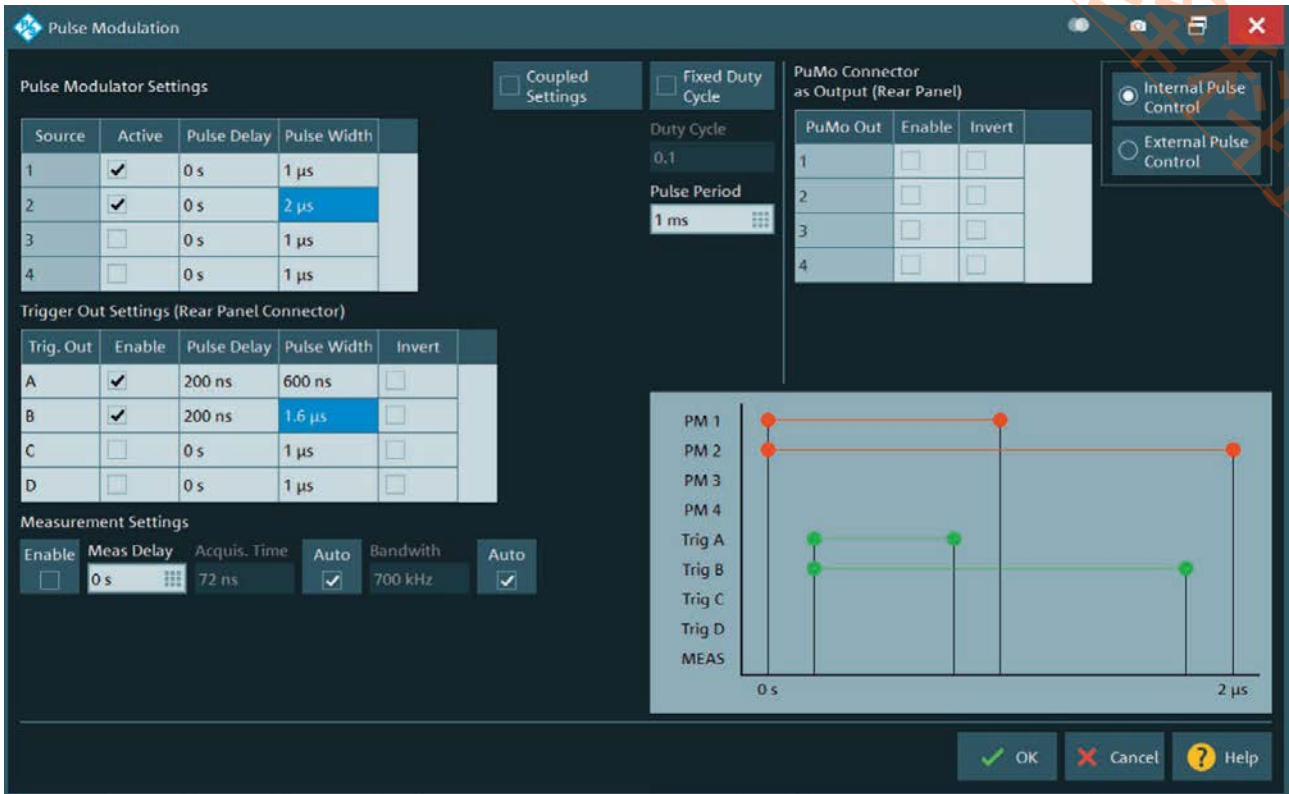 Pulse Modulation
Pulse Modulator Settings
Coupled
Settings
Source Active Pulse Delay Pulse Width
1 0 s 1 µs
2 0 s 2 µs
3 0 s 1 µs
4 0 s 1 µs
Fixed Duty
Cycle
Duty Cycle
0.1
Pulse Period
1 ms
PuMo Connector
as Output (Rear Panel)
PuMo Out Enable Invert
1
2
3
4
Internal Pulse
Control
External Pulse
Control
Trigger Out Settings (Rear Panel Connector)
Trig. Out Enable Pulse Delay Pulse Width Invert
A 200 ns 600 ns
B 200 ns 1.6 µs
C 0 s 1 µs
D 0 s 1 µs
Measurement Settings
Enable Meas Delay Acquis. Time Auto Bandwith Auto
0 s 72 ns 700 kHz
PM 1
PM 2
PM 3
PM 4
Trig A
Trig B
Trig C
Trig D
MEAS
0 s 2 µs
OK Cancel ? Help